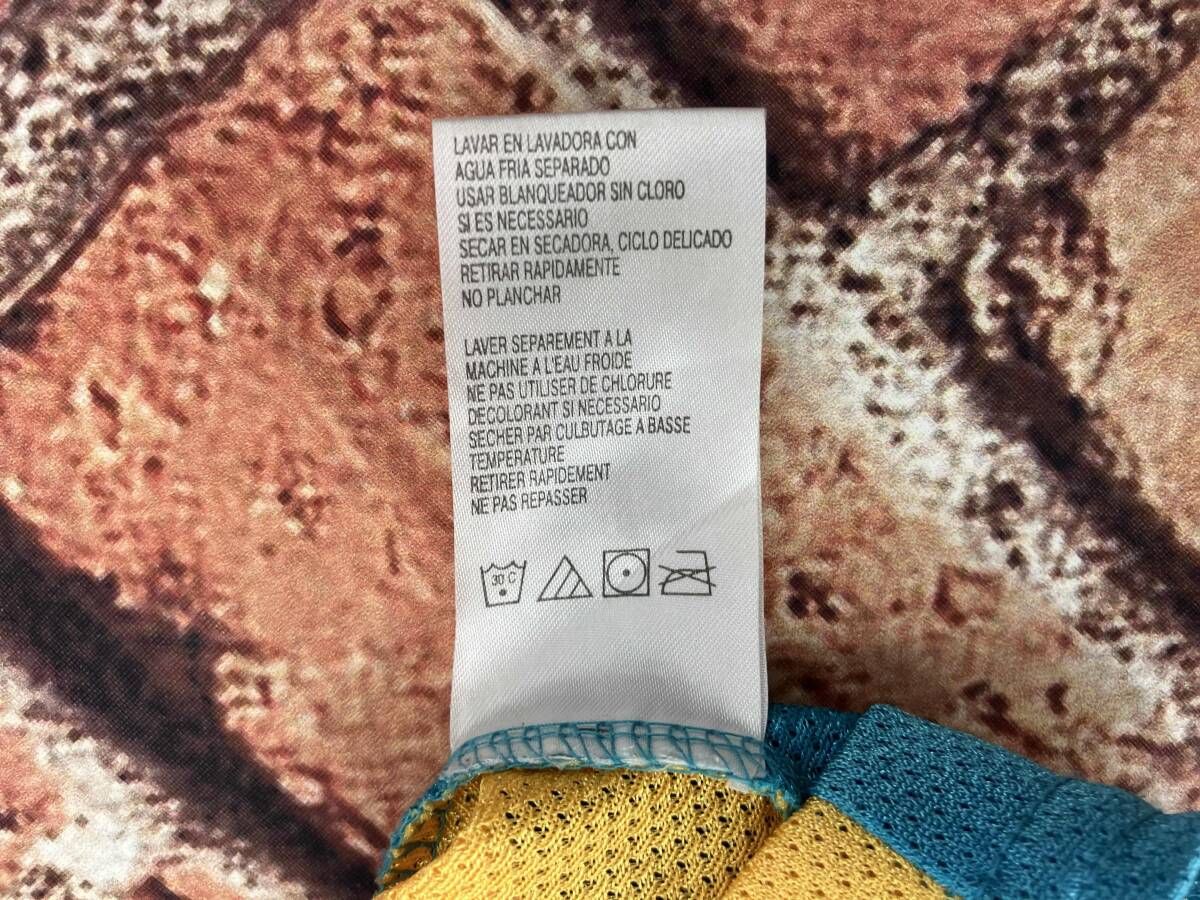 LAVAR EN LAVADORA CON
AGUA FRIA SEPARADO
USAR BLANQUEADOR SIN CLORO
SI ES NECESSARIO
SECAR EN SECADORA, CICLO DELICADO
RETIRAR RAPIDAMENTE
NO PLANCHAR
LAVER SEPAREMENT A LA
MACHINE A L'EAU FROIDE
NE PAS UTILISER DE CHLORURE
DECOLORANT SI NECESSARIO
SECHER PAR CULBUTAGE A BASSE
TEMPERATURE
RETIRER RAPIDEMENT
NE PAS REPASSER
30°C